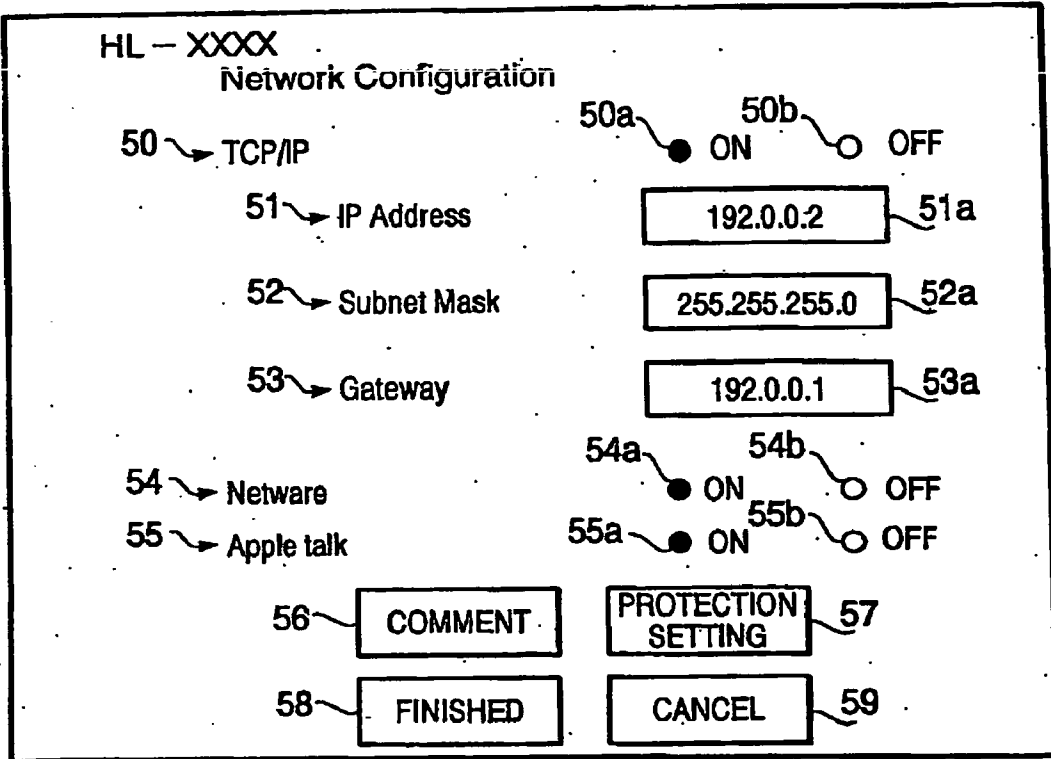 HL – XXXX
Network Configuration
50 TCP/IP 50a ON 50b OFF
51 IP Address 192.0.0.2 51a
52 Subnet Mask 255.255.255.0 52a
53 Gateway 192.0.0.1 53a
54 Netware 54a ON 54b OFF
55 Apple talk 55a ON 55b OFF
56 COMMENT PROTECTION SETTING 57
58 FINISHED CANCEL 59